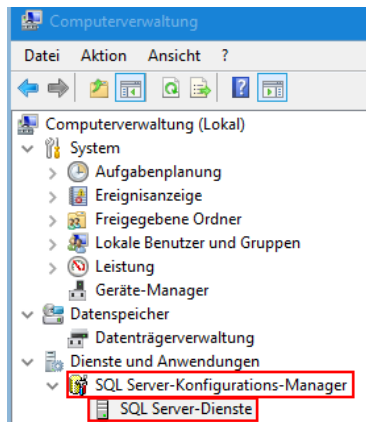 Computerverwaltung
Datei Aktion Ansicht ?
Computerverwaltung (Lokal)
System
Aufgabenplanung
Ereignisanzeige
Freigegebene Ordner
Lokale Benutzer und Gruppen
Leistung
Geräte-Manager
Datenspeicher
Datenträgerverwaltung
Dienste und Anwendungen
SQL Server-Konfigurations-Manager
SQL Server-Dienste